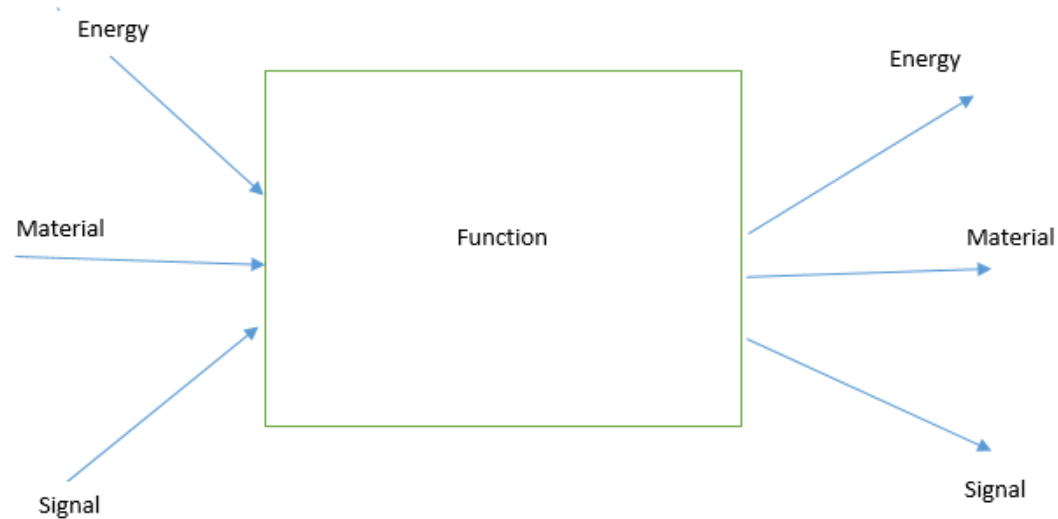 Energy
Energy
Material
Function
Material
Signal
Signal